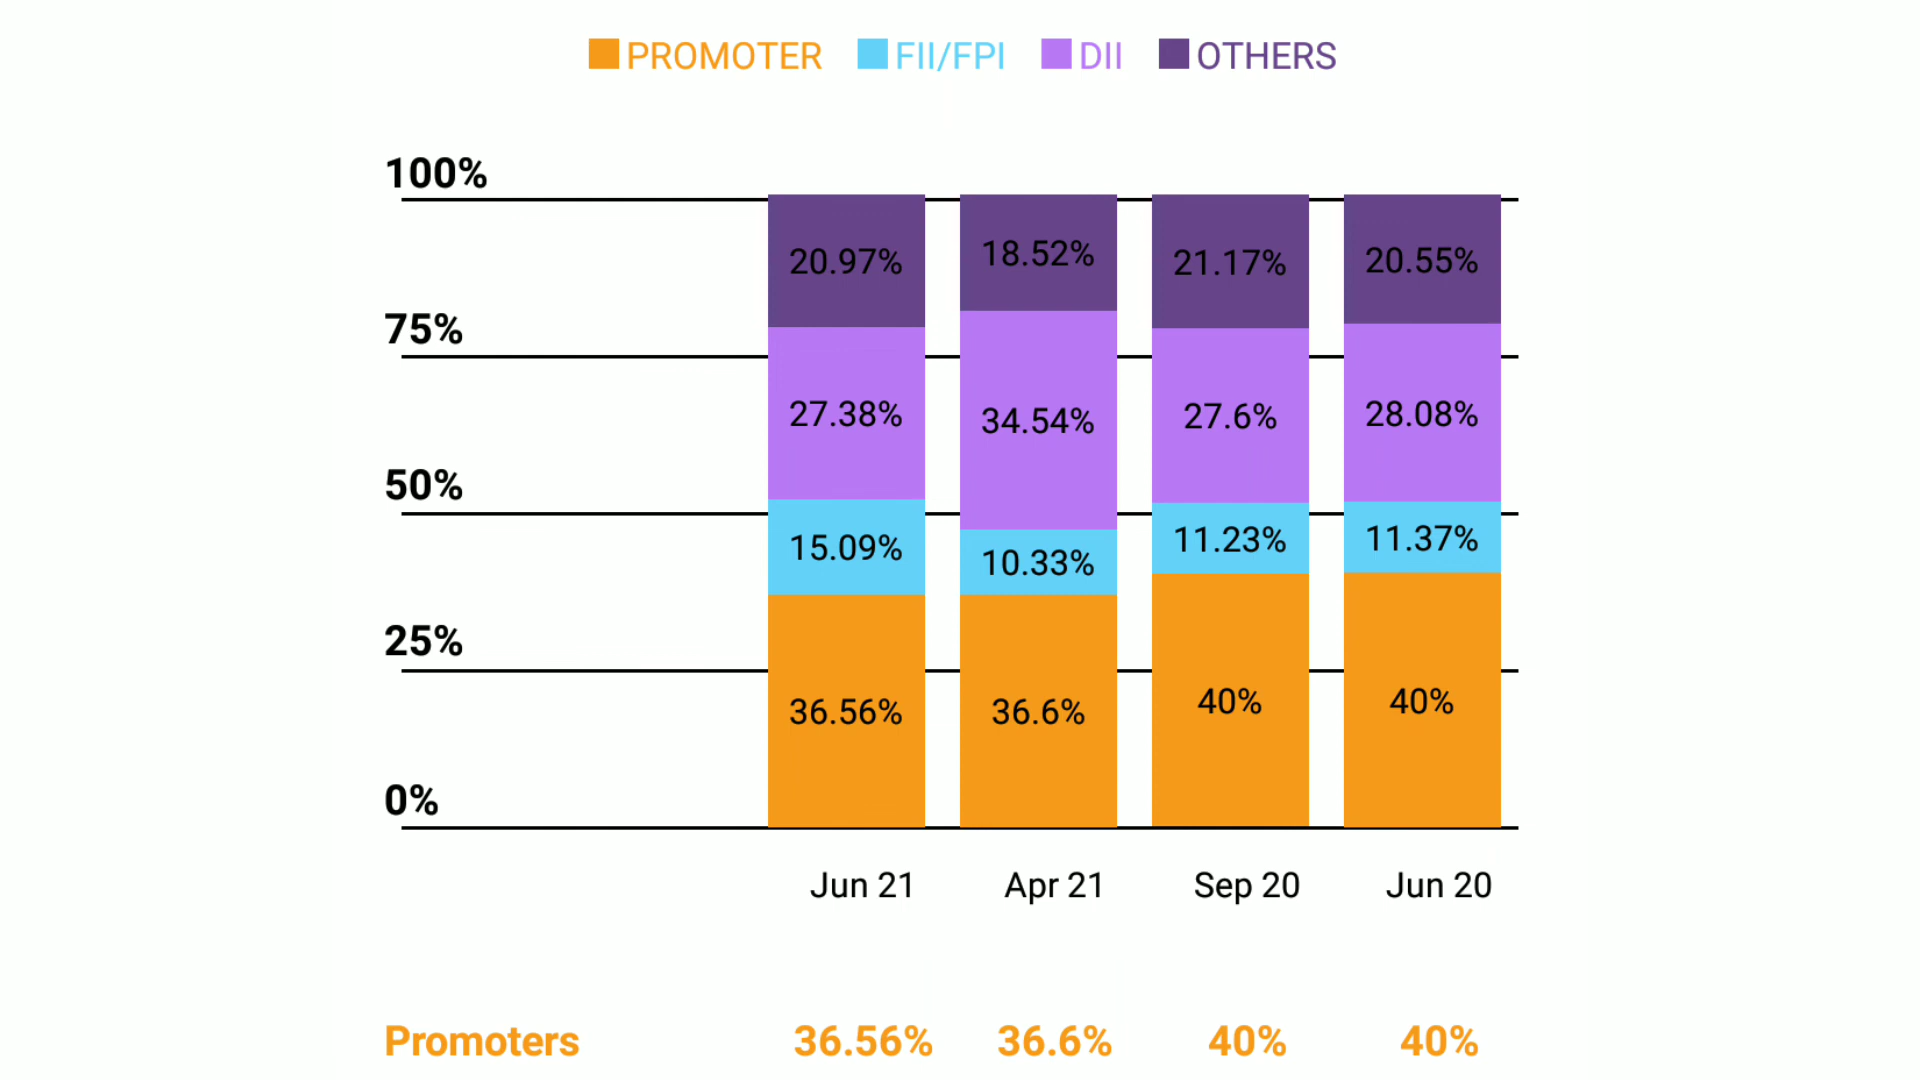 PROMOTER FII/FPI DII OTHERS
100%
20.97% 18.52% 21.17% 20.55%
75%
27.38% 34.54% 27.6% 28.08%
50%
15.09% 10.33% 11.23% 11.37%
25%
36.56% 36.6% 40% 40%
0%
Jun 21 Apr 21 Sep 20 Jun 20
Promoters 36.56% 36.6% 40% 40%